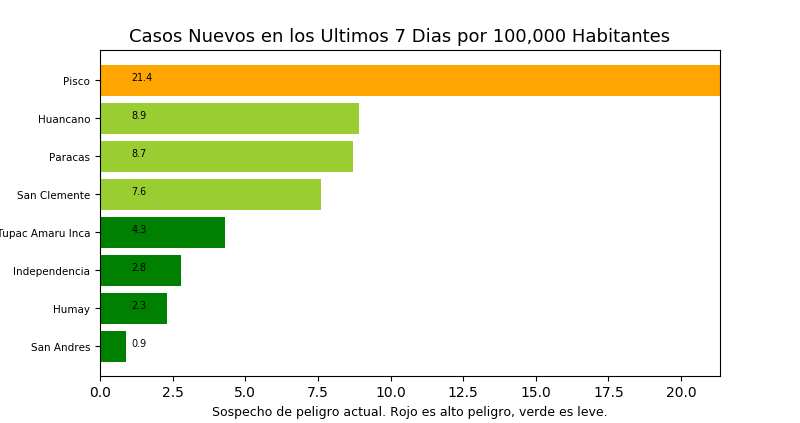 Casos Nuevos en los Ultimos 7 Dias por 100,000 Habitantes
Pisco 21.4
Huancano 8.9
Paracas 8.7
San Clemente 7.6
Tupac Amaru Inca 4.3
Independencia 2.8
Humay 2.3
San Andres 0.9
0.0 2.5 5.0 7.5 10.0 12.5 15.0 17.5 20.0
Sospecho de peligro actual. Rojo es alto peligro, verde es leve.